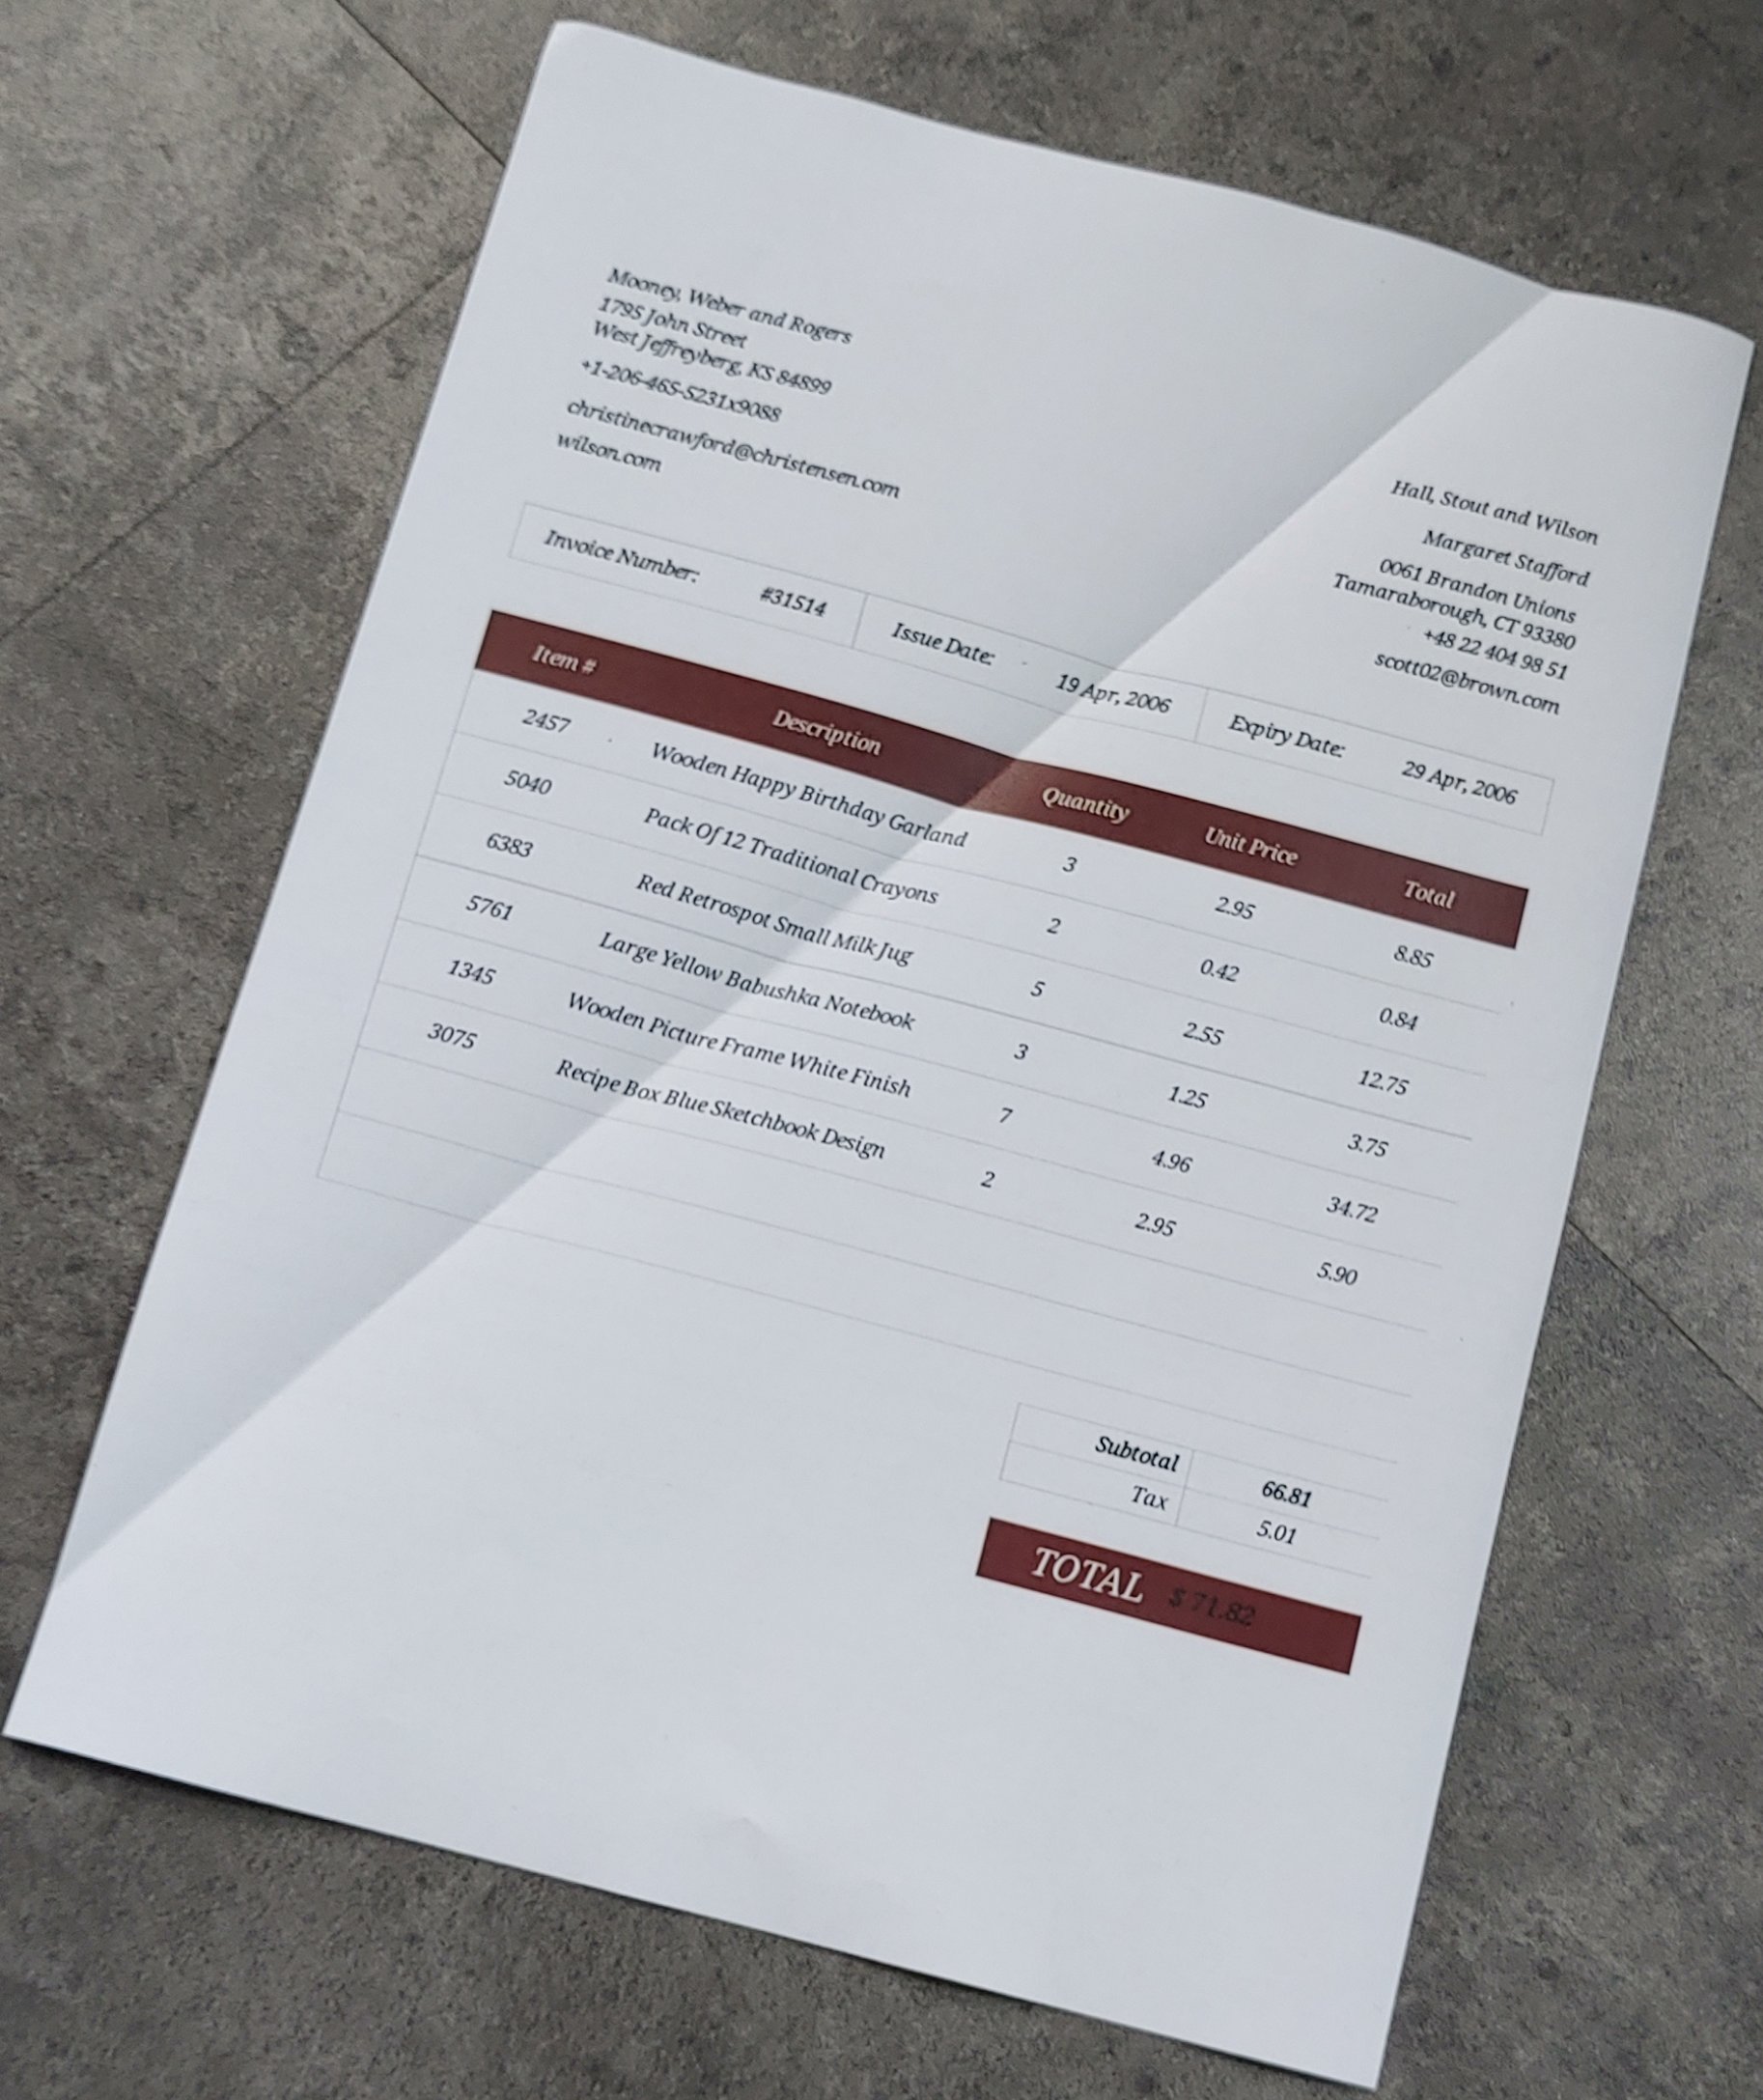 Mooney, Weber and Rogers
1795 John Street
West Jeffreyberg, KS 84899
+1-206-465-5231x9088
christinecrawford@christensen.com
wilson.com
Hall, Stout and Wilson
Margaret Stafford
0061 Brandon Unions
Tamaraborough, CT 93380
+48 22 404 98 51
scott02@brown.com
Invoice Number: #31514 Issue Date: 19 Apr, 2006 Expiry Date: 29 Apr, 2006
Item # Description Quantity Unit Price Total
2457 Wooden Happy Birthday Garland 3 2.95 8.85
5040 Pack Of 12 Traditional Crayons 2 0.42 0.84
6383 Red Retrospot Small Milk Jug 5 2.55 12.75
5761 Large Yellow Babushka Notebook 3 1.25 3.75
1345 Wooden Picture Frame White Finish 7 4.96 34.72
3075 Recipe Box Blue Sketchbook Design 2 2.95 5.90
Subtotal 66.81
Tax 5.01
TOTAL $ 71.82